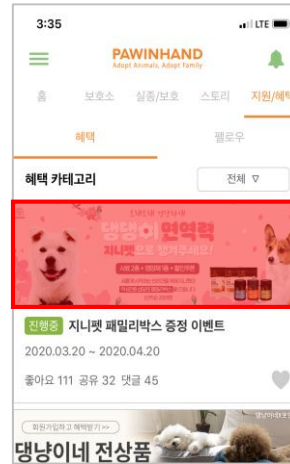 3:35
LTE
PAWINHAND
Adopt Animals, Adopt Family
홈 보호소 실종/보호 스토리 지원/혜택
혜택 펠로우
혜택 카테고리 전체 ▽
댕댕이 면역력
지니펫으로 챙겨주세요!
진행중 지니펫 패밀리박스 증정 이벤트
2020.03.20 ~ 2020.04.20
좋아요 111 공유 32 댓글 45
회원가입하고 혜택받기>>
댕냥이네 전상품